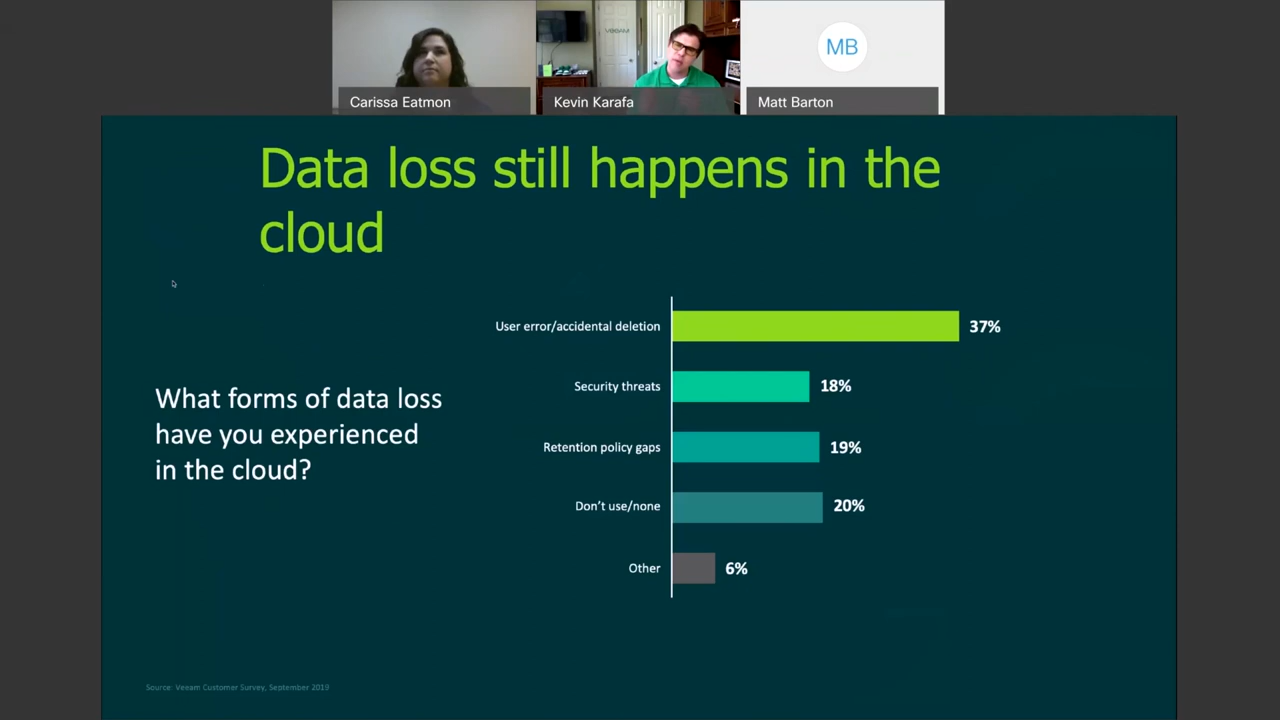 VEEAM
MB
Carissa Eatmon
Kevin Karafa
Matt Barton
Data loss still happens in the
cloud
What forms of data loss
have you experienced
in the cloud?
User error/accidental deletion
37%
Security threats
18%
Retention policy gaps
19%
Don't use/none
20%
Other
6%
Source: Veeam Customer Survey, September 2019